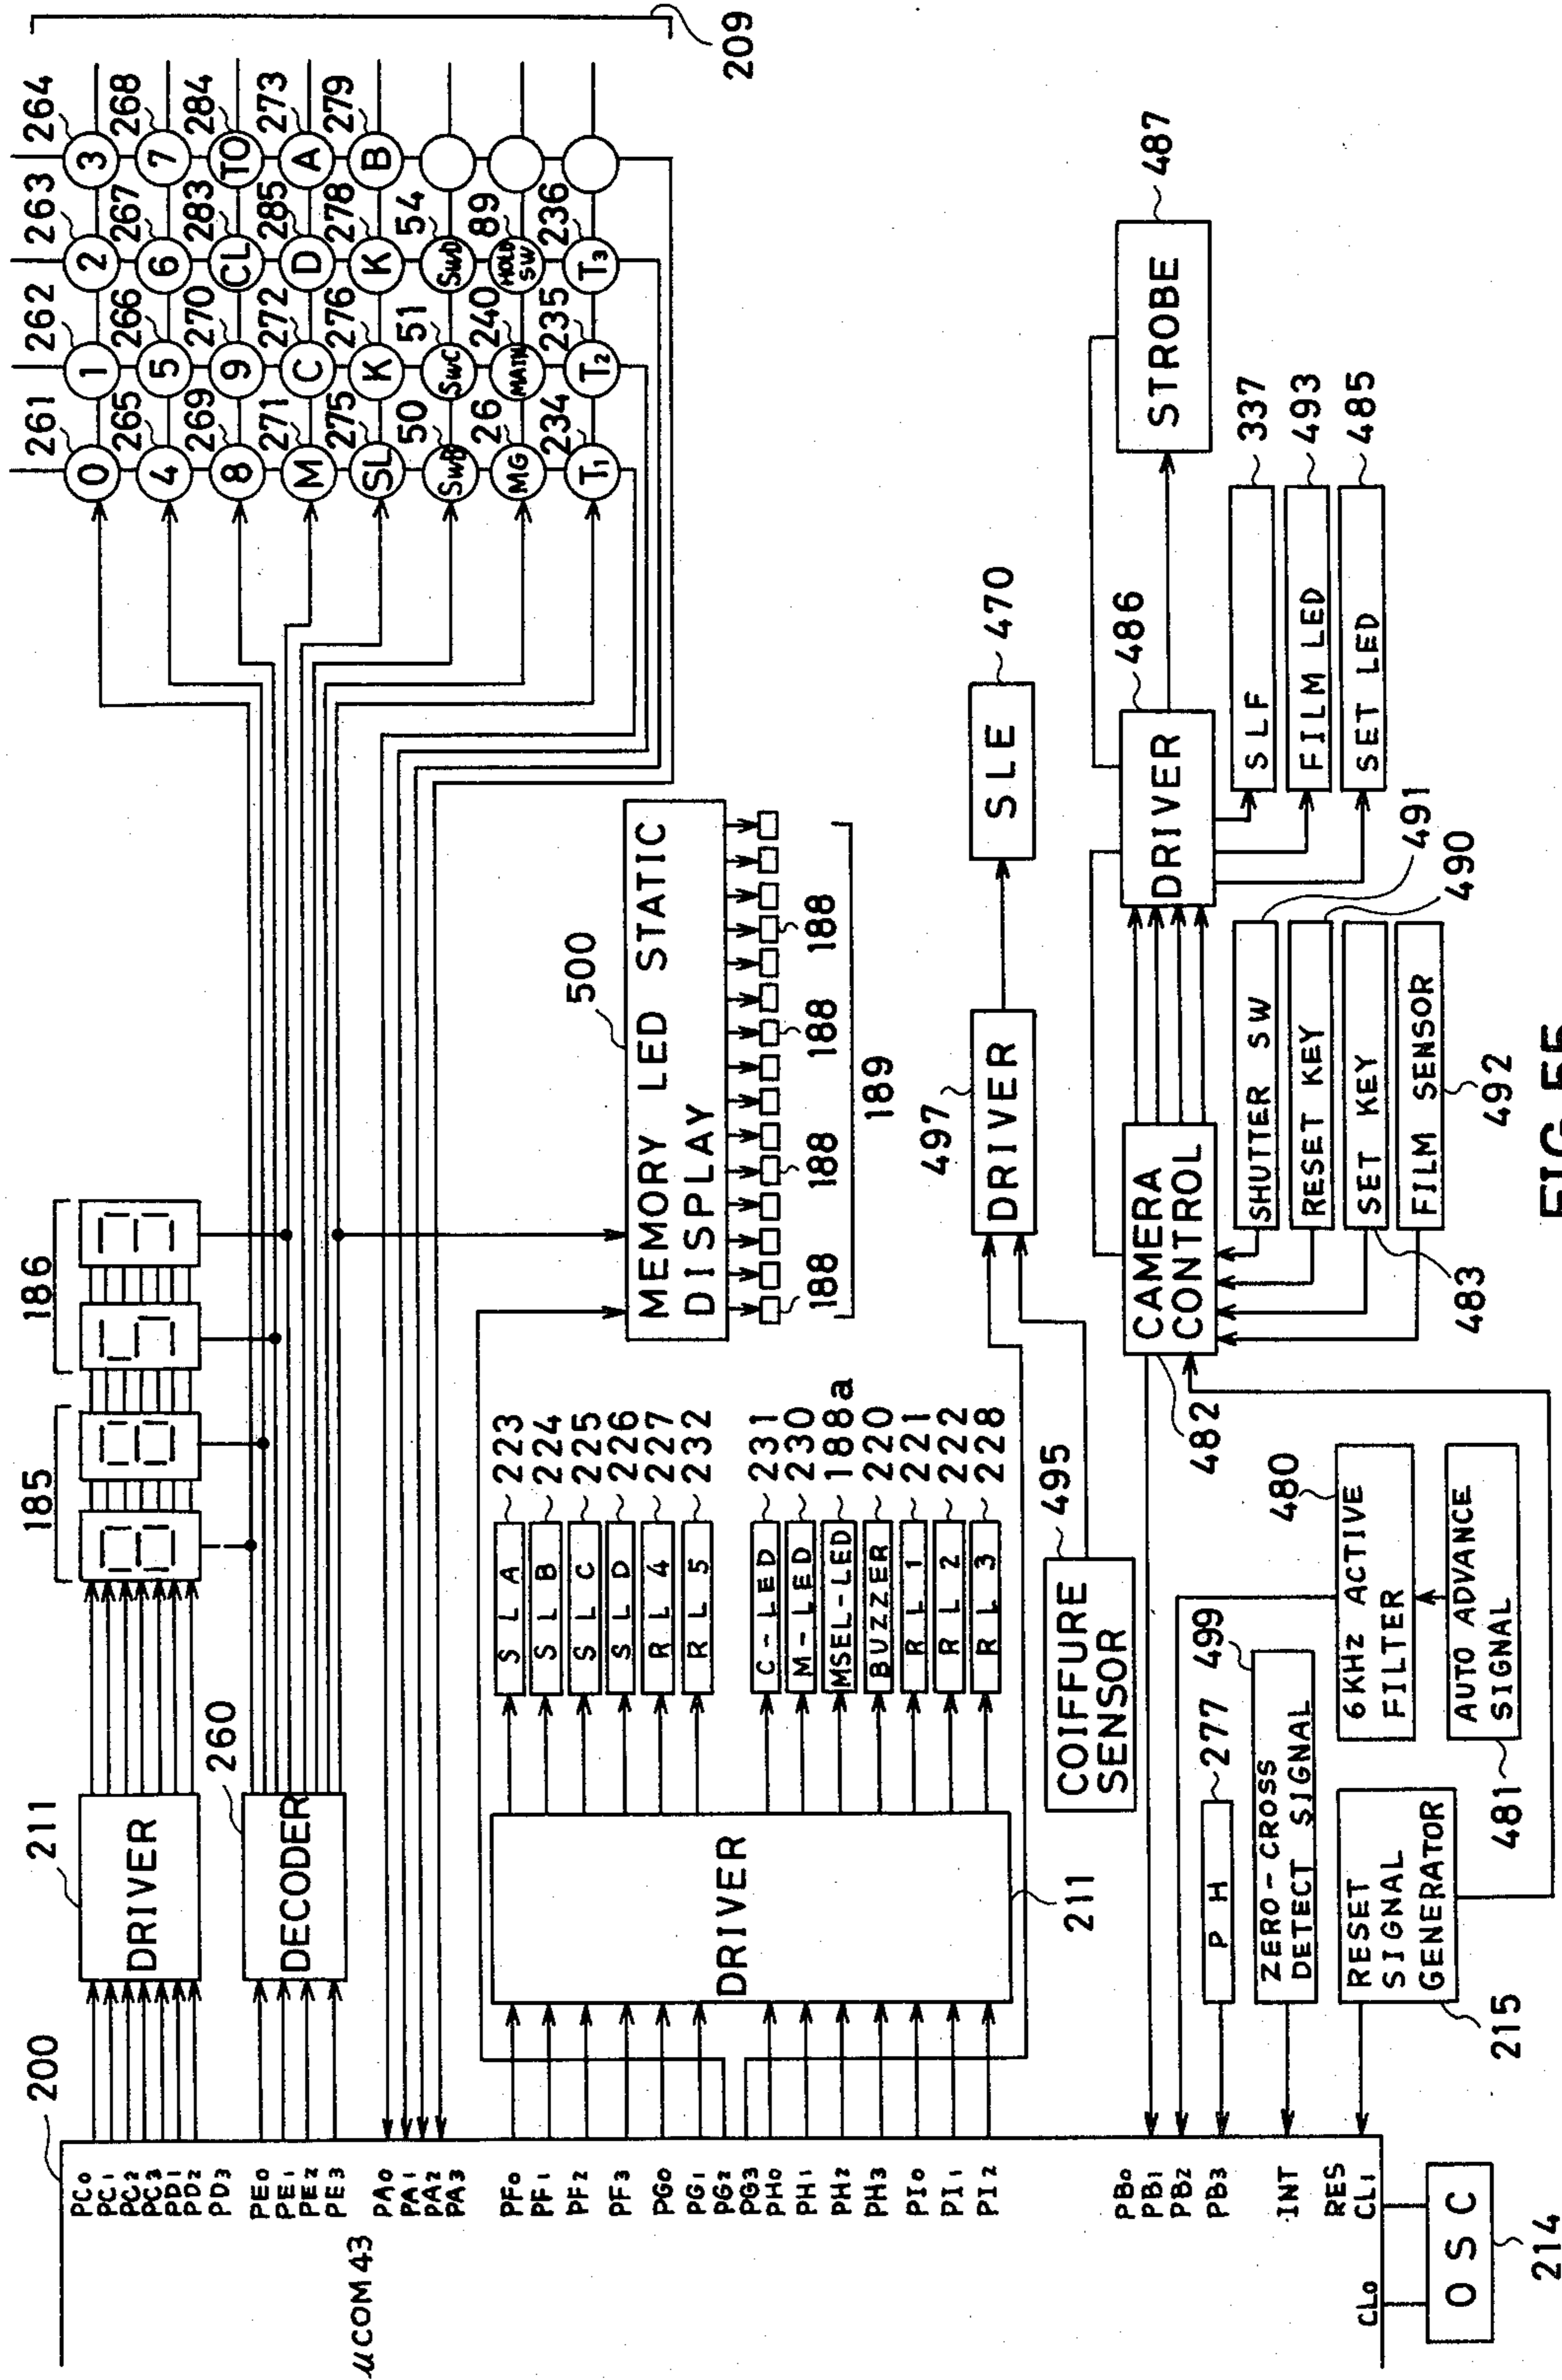 200
μCOM43
PC0
PC1
PC2
PC3
PD1
PD2
PD3
PE0
PE1
PE2
PE3
PA0
PA1
PA2
PA3
PF0
PF1
PF2
PF3
PG0
PG1
PG2
PG3
PH0
PH1
PH2
PH3
PI0
PI1
PI2
PB0
PB1
PB2
PB3
INT
RES
CL1
CL0
OSC
214
211
DRIVER
260
DECODER
185
186
261 262 263 264
0 1 2 3
265 266 267 268
4 5 6 7
269 270 283 284
8 9 CL TO
271 272 285 273
M C D A
275 276 278 279
SL K K B
50 51 54
SWB SWC SWD
26 240 89
MG MAIN HOLD SW
234 235 236
T1 T2 T3
209
500
MEMORY LED STATIC
DISPLAY
188 188 188 188
189
DRIVER
211
SLA 223
SLB 224
SLC 225
SLD 226
RL4 227
RL5 232
C-LED 231
M-LED 230
MSEL-LED 188a
BUZZER 220
RL1 221
RL2 222
RL3 228
COIFFURE
SENSOR
495
497
DRIVER
SLE
470
PH 277
ZERO-CROSS
DETECT SIGNAL
499
RESET
SIGNAL
GENERATOR
215
6KHz ACTIVE
FILTER
480
AUTO ADVANCE
SIGNAL
481
CAMERA
CONTROL
482
SHUTTER SW
491
RESET KEY
490
SET KEY
483
FILM SENSOR
492
DRIVER
486
STROBE
487
SLF
337
FILM LED
493
SET LED
485